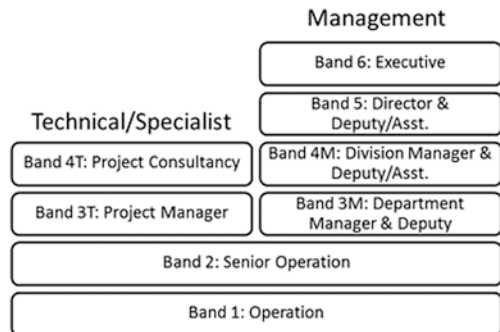 Management
Band 6: Executive
Band 5: Director &
Deputy/Asst.
Technical/Specialist
Band 4T: Project Consultancy
Band 4M: Division Manager &
Deputy/Asst.
Band 3T: Project Manager
Band 3M: Department
Manager & Deputy
Band 2: Senior Operation
Band 1: Operation